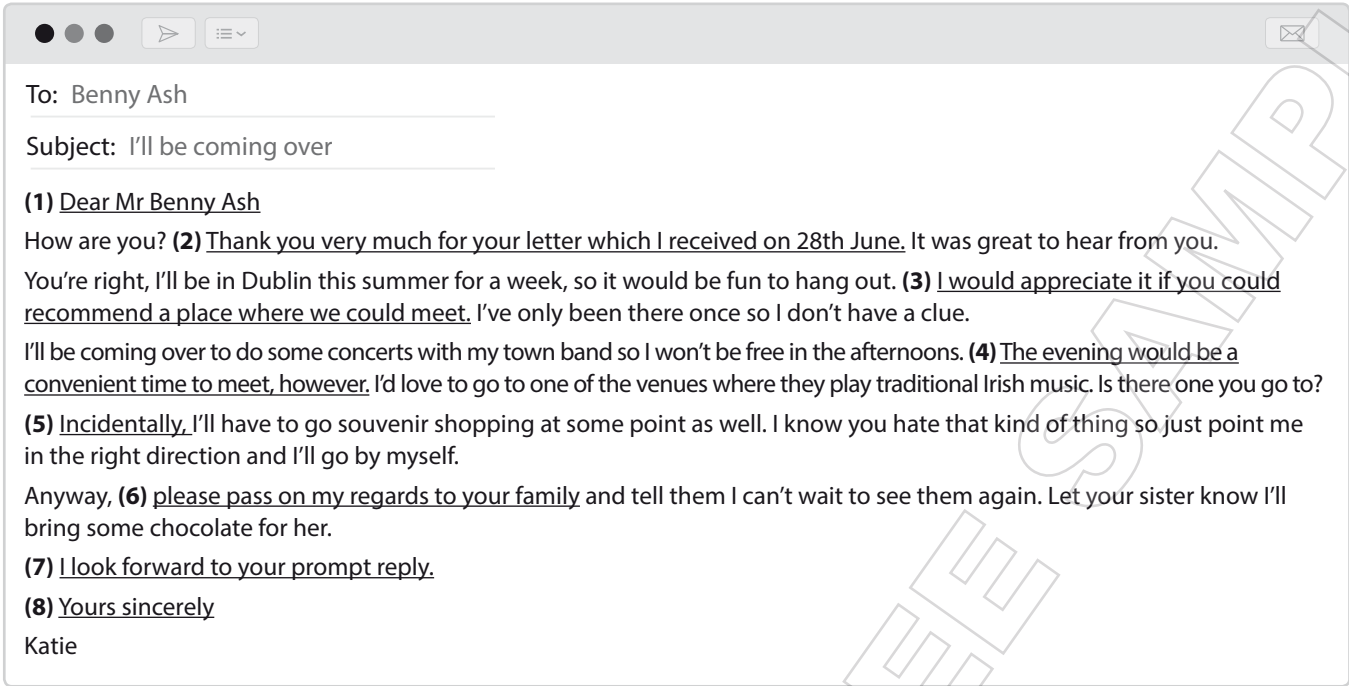 To: Benny Ash
Subject: I'll be coming over
(1) Dear Mr Benny Ash
How are you? (2) Thank you very much for your letter which I received on 28th June. It was great to hear from you.
You're right, I'll be in Dublin this summer for a week, so it would be fun to hang out. (3) I would appreciate it if you could
recommend a place where we could meet. I've only been there once so I don't have a clue.
I'll be coming over to do some concerts with my town band so I won't be free in the afternoons. (4) The evening would be a
convenient time to meet, however. I'd love to go to one of the venues where they play traditional Irish music. Is there one you go to?
(5) Incidentally, I'll have to go souvenir shopping at some point as well. I know you hate that kind of thing so just point me
in the right direction and I'll go by myself.
Anyway, (6) please pass on my regards to your family and tell them I can't wait to see them again. Let your sister know I'll
bring some chocolate for her.
(7) I look forward to your prompt reply.
(8) Yours sincerely
Katie
EE SAMP